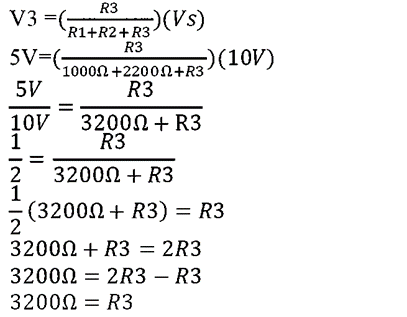 V3 =(R3/(R1+R2+R3))(Vs)
5V=(R3/(1000Ω+2200Ω+R3))(10V)
5V/10V = R3/(3200Ω + R3)
1/2 = R3/(3200Ω + R3)
1/2 (3200Ω + R3) = R3
3200Ω + R3 = 2R3
3200Ω = 2R3 − R3
3200Ω = R3